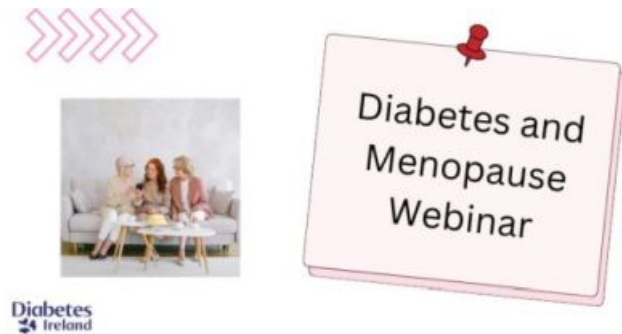 Diabetes and
Menopause
Webinar
Diabetes
Ireland